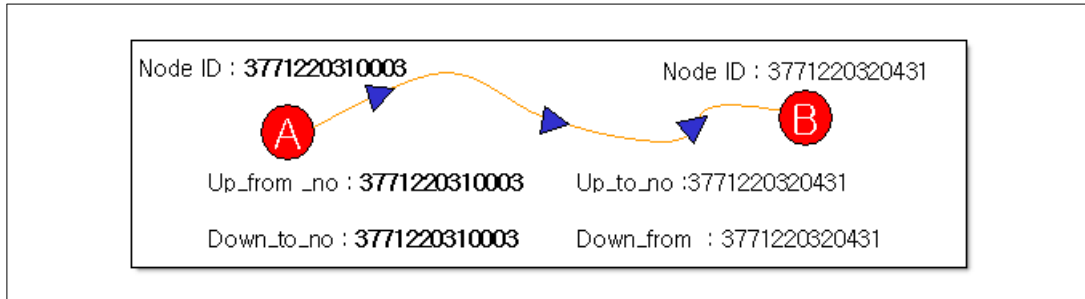 Node ID : 3771220310003
Node ID : 3771220320431
A
B
Up_from _no : 3771220310003
Up_to_no :3771220320431
Down_to_no : 3771220310003
Down_from : 3771220320431